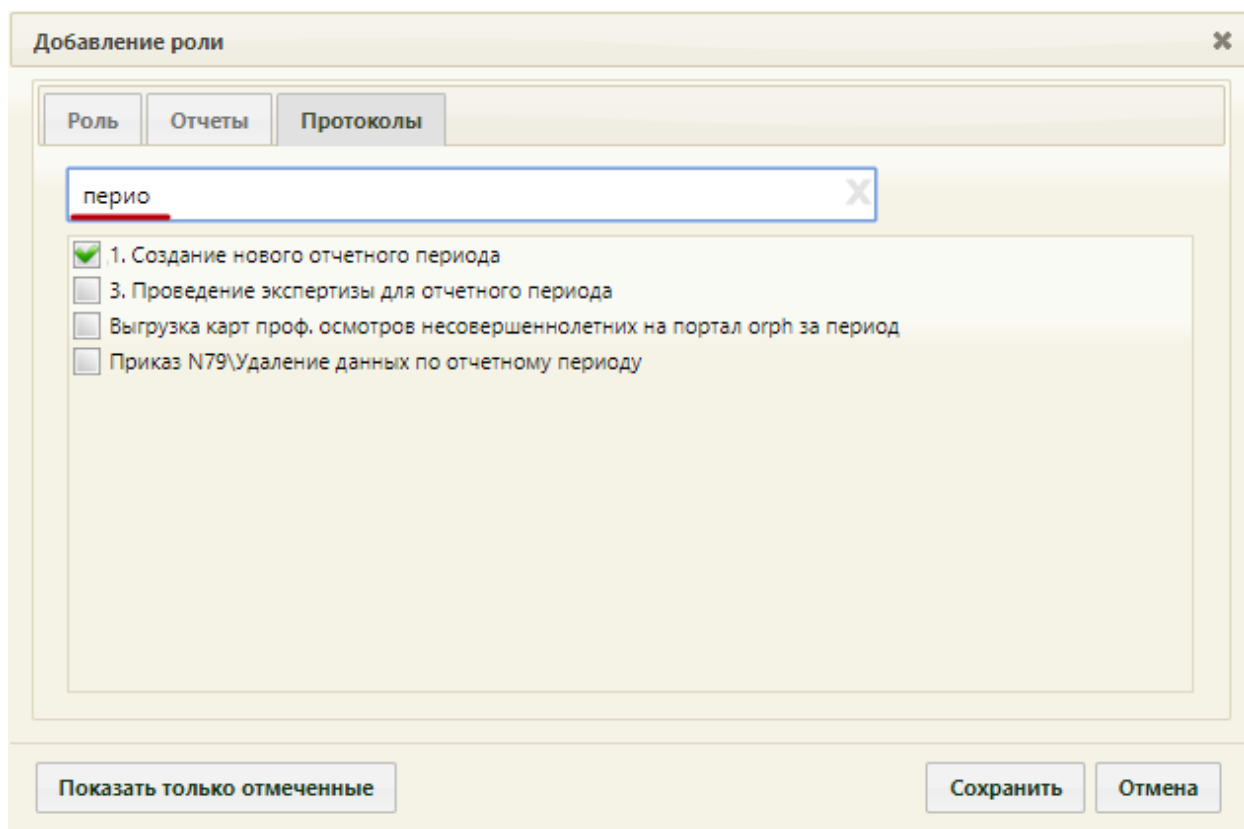 Добавление роли
Роль Отчеты Протоколы
перио
1. Создание нового отчетного периода
3. Проведение экспертизы для отчетного периода
Выгрузка карт проф. осмотров несовершеннолетних на портал orph за период
Приказ N79\Удаление данных по отчетному периоду
Показать только отмеченные Сохранить Отмена